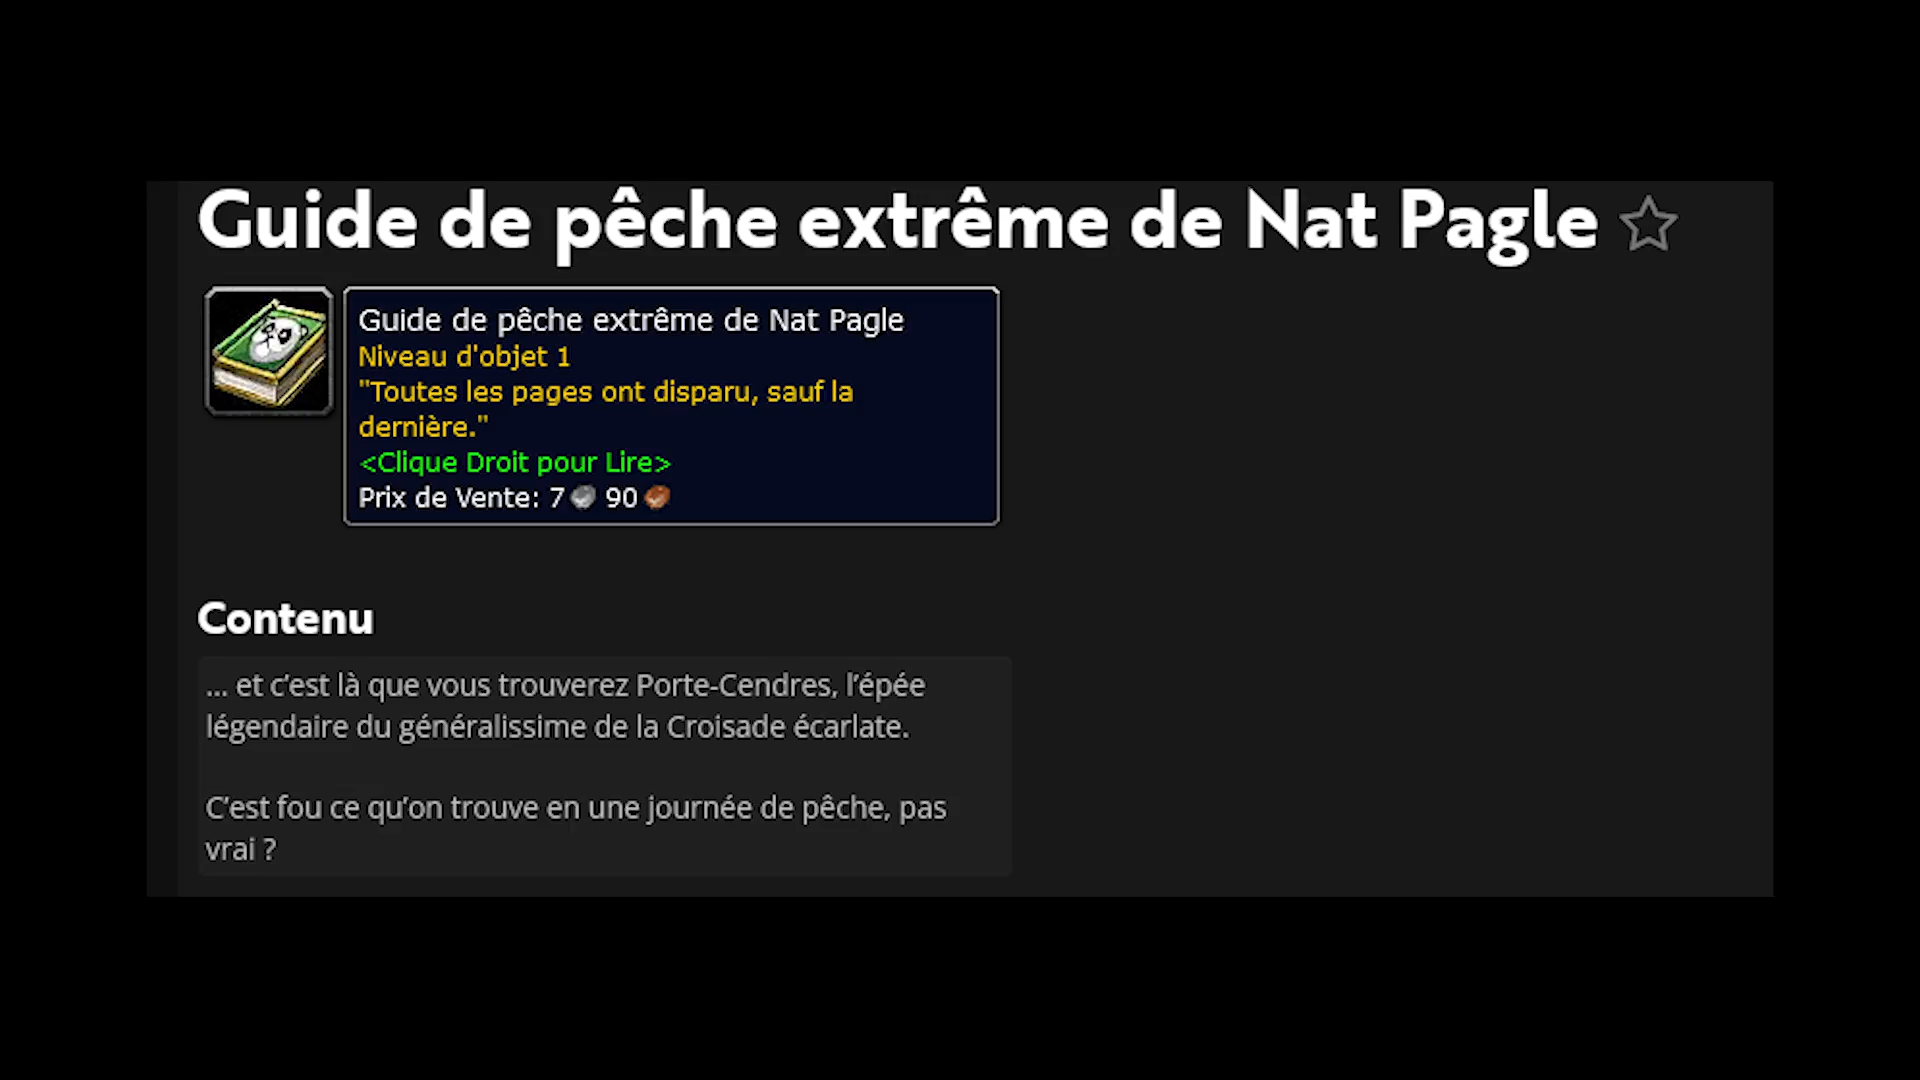 Guide de pêche extrême de Nat Pagle
Guide de pêche extrême de Nat Pagle
Niveau d'objet 1
"Toutes les pages ont disparu, sauf la
dernière."
<Clique Droit pour Lire>
Prix de Vente: 7 90
Contenu
... et c’est là que vous trouverez Porte-Cendres, l’épée
légendaire du généralissime de la Croisade écarlate.
C’est fou ce qu’on trouve en une journée de pêche, pas
vrai ?